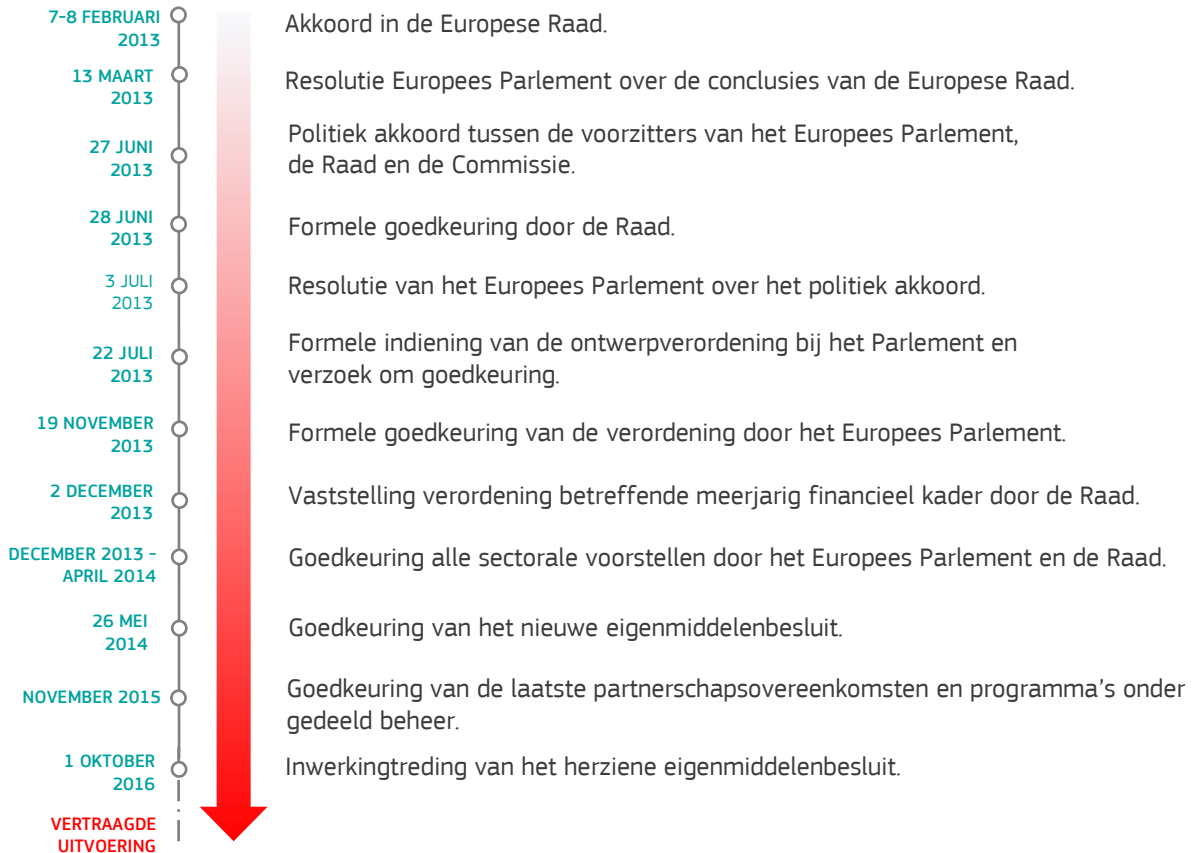 7-8 FEBRUARI
2013
Akkoord in de Europese Raad.
13 MAART
2013
Resolutie Europees Parlement over de conclusies van de Europese Raad.
27 JUNI
2013
Politiek akkoord tussen de voorzitters van het Europees Parlement,
de Raad en de Commissie.
28 JUNI
2013
Formele goedkeuring door de Raad.
3 JULI
2013
Resolutie van het Europees Parlement over het politiek akkoord.
22 JULI
2013
Formele indiening van de ontwerpverordening bij het Parlement en
verzoek om goedkeuring.
19 NOVEMBER
2013
Formele goedkeuring van de verordening door het Europees Parlement.
2 DECEMBER
2013
Vaststelling verordening betreffende meerjarig financieel kader door de Raad.
DECEMBER 2013 -
APRIL 2014
Goedkeuring alle sectorale voorstellen door het Europees Parlement en de Raad.
26 MEI
2014
Goedkeuring van het nieuwe eigenmiddelenbesluit.
NOVEMBER 2015
Goedkeuring van de laatste partnerschapsovereenkomsten en programma's onder
gedeeld beheer.
1 OKTOBER
2016
Inwerkingtreding van het herziene eigenmiddelenbesluit.
VERTRAAGDE
UITVOERING